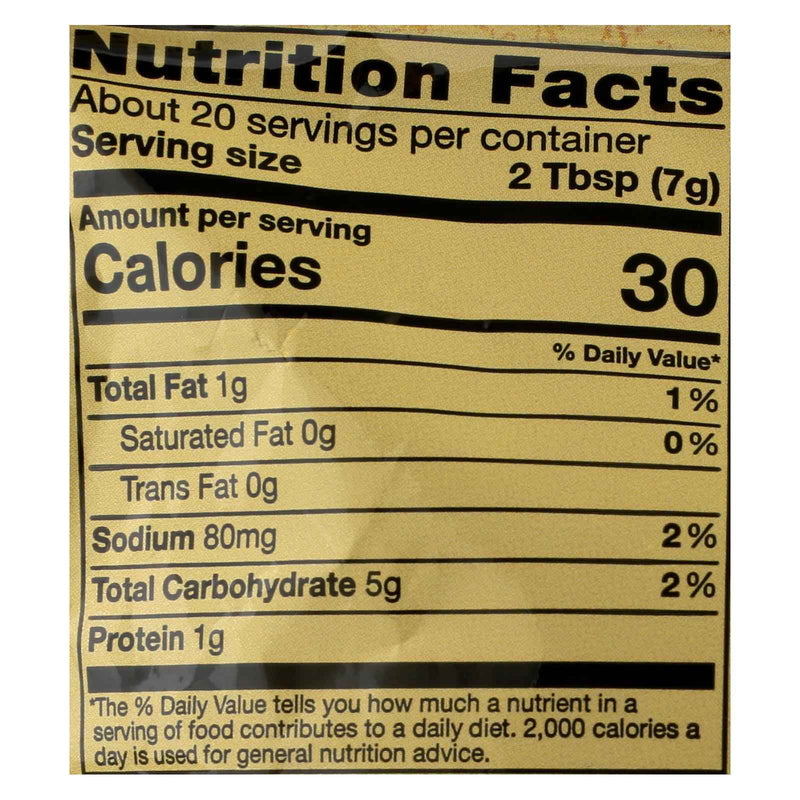 Nutrition Facts
About 20 servings per container
Serving size 2 Tbsp (7g)
Amount per serving
Calories 30
% Daily Value*
Total Fat 1g 1%
Saturated Fat 0g 0%
Trans Fat 0g
Sodium 80mg 2%
Total Carbohydrate 5g 2%
Protein 1g
*The % Daily Value tells you how much a nutrient in a
serving of food contributes to a daily diet. 2,000 calories a
day is used for general nutrition advice.